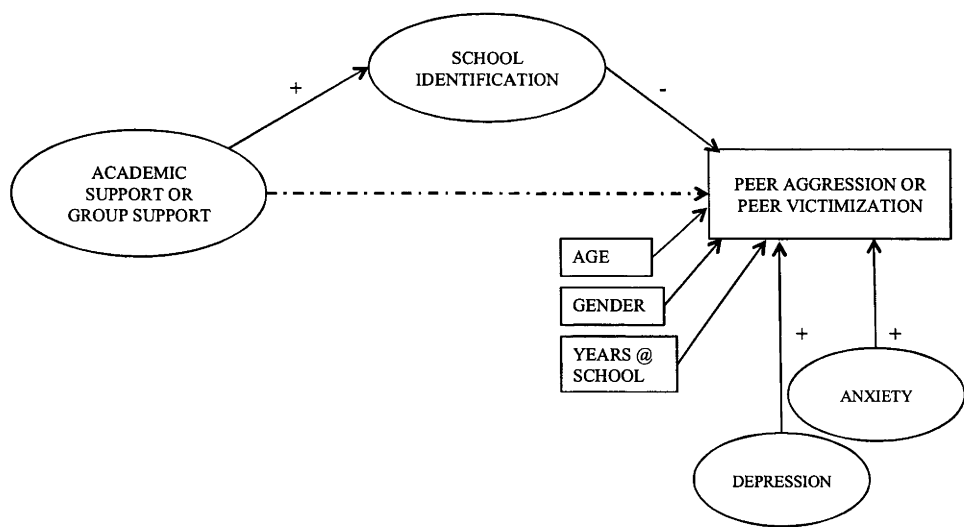 SCHOOL
IDENTIFICATION
+
-
ACADEMIC
SUPPORT OR
GROUP SUPPORT
PEER AGGRESSION OR
PEER VICTIMIZATION
AGE
GENDER
YEARS @
SCHOOL
+
+
ANXIETY
DEPRESSION